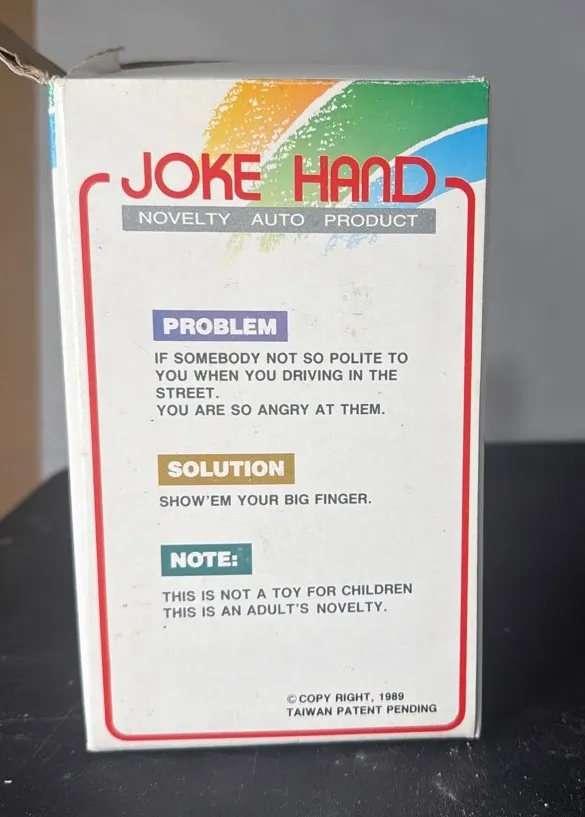 JOKE HAND
NOVELTY AUTO PRODUCT
PROBLEM
IF SOMEBODY NOT SO POLITE TO
YOU WHEN YOU DRIVING IN THE
STREET.
YOU ARE SO ANGRY AT THEM.
SOLUTION
SHOW'EM YOUR BIG FINGER.
NOTE:
THIS IS NOT A TOY FOR CHILDREN
THIS IS AN ADULT'S NOVELTY.
© COPY RIGHT, 1989
TAIWAN PATENT PENDING